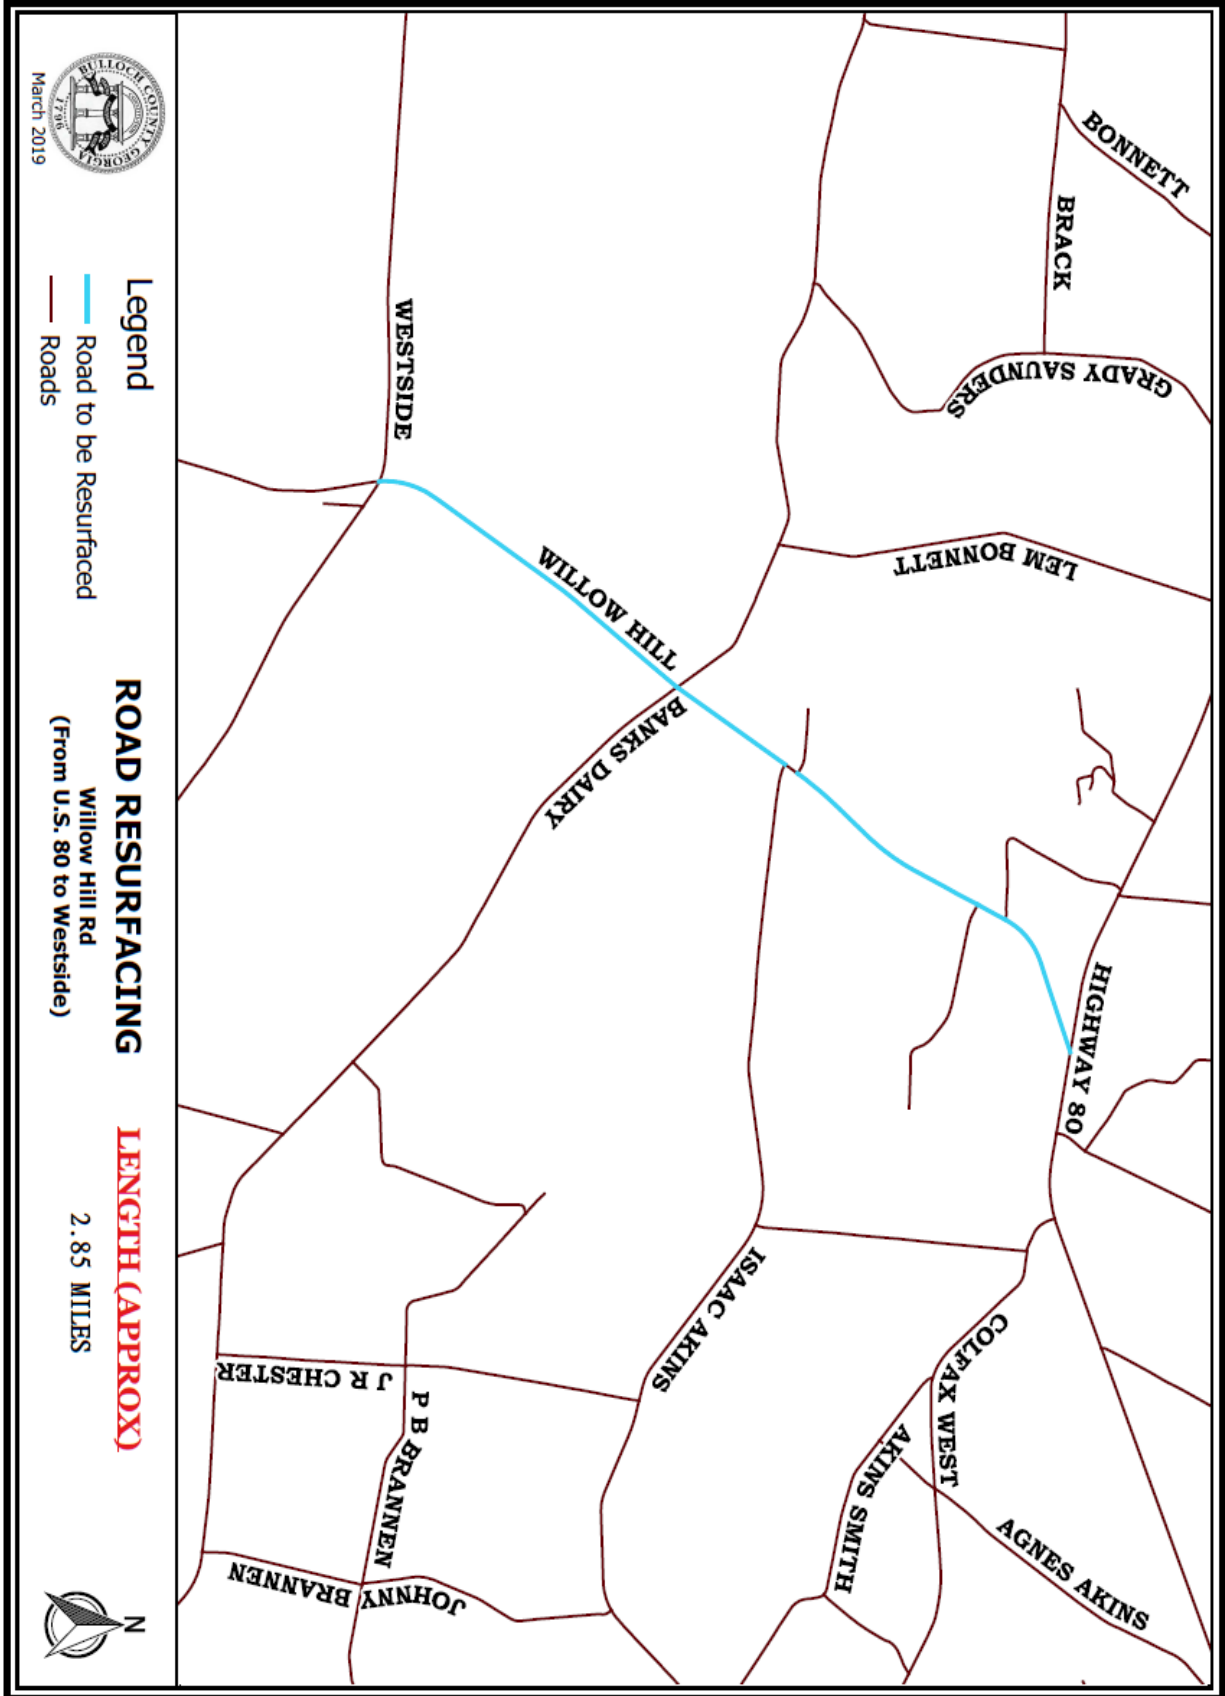 BONNETT
BRACK
GRADY SAUNDERS
WESTSIDE
LEM BONNETT
WILLOW HILL
BANKS DAIRY
HIGHWAY 80
ISAAC AKINS
COLFAX WEST
J R CHESTER
P B BRANNEN
AKINS SMITH
AGNES AKINS
JOHNNY BRANNEN
BULLOCH COUNTY GEORGIA
CONSTITUTION
1796
March 2019
Legend
Road to be Resurfaced
Roads
ROAD RESURFACING
Willow Hill Rd
(From U.S. 80 to Westside)
LENGTH (APPROX)
2.85 MILES
N